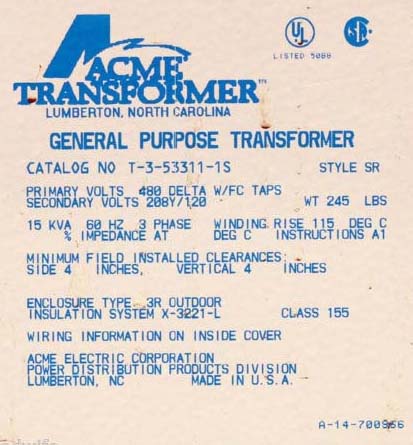 ACME
TRANSFORMER™
LUMBERTON, NORTH CAROLINA
UL
LISTED 5088
GENERAL PURPOSE TRANSFORMER
CATALOG NO T-3-53311-1S STYLE SR
PRIMARY VOLTS 480 DELTA W/FC TAPS
SECONDARY VOLTS 208Y/120 WT 245 LBS
15 KVA 60 HZ 3 PHASE WINDING RISE 115 DEG C
% IMPEDANCE AT DEG C INSTRUCTIONS A1
MINIMUM FIELD INSTALLED CLEARANCES:
SIDE 4 INCHES, VERTICAL 4 INCHES
ENCLOSURE TYPE 3R OUTDOOR
INSULATION SYSTEM X-3221-L CLASS 155
WIRING INFORMATION ON INSIDE COVER
ACME ELECTRIC CORPORATION
POWER DISTRIBUTION PRODUCTS DIVISION
LUMBERTON, NC MADE IN U.S.A.